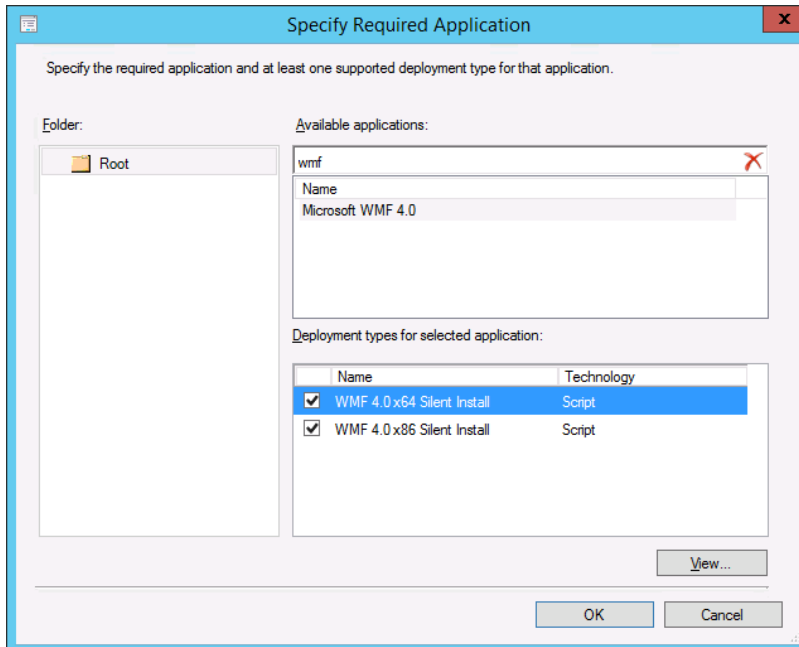 Specify Required Application
x
Specify the required application and at least one supported deployment type for that application.
Folder:
Available applications:
Root
wmf
Name
Microsoft WMF 4.0
Deployment types for selected application:
Name Technology
WMF 4.0 x64 Silent Install Script
WMF 4.0 x86 Silent Install Script
View...
OK Cancel